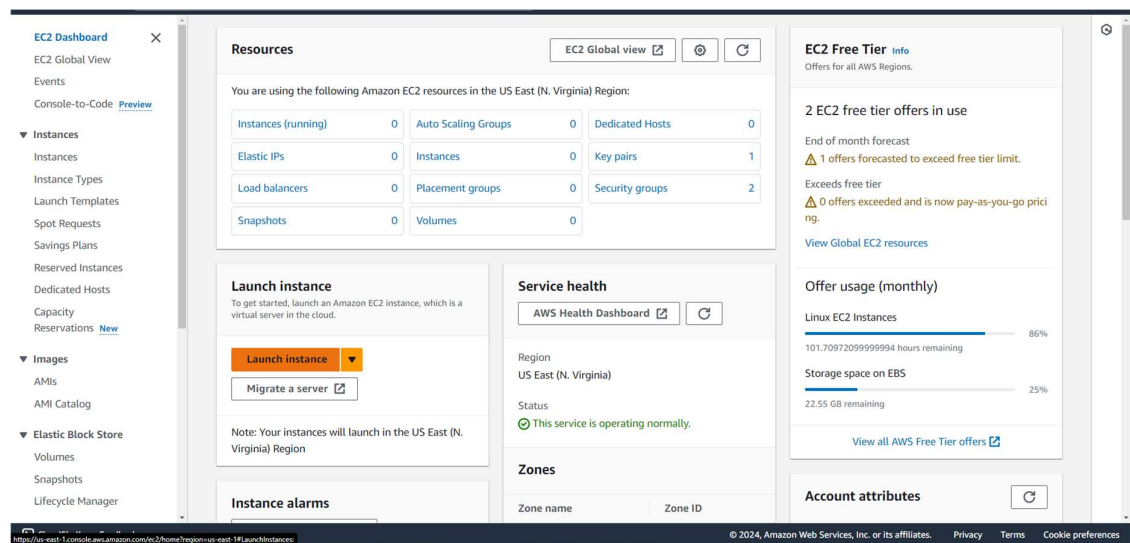 EC2 Dashboard
EC2 Global View
Events
Console-to-Code Preview
Instances
Instances
Instance Types
Launch Templates
Spot Requests
Savings Plans
Reserved Instances
Dedicated Hosts
Capacity
Reservations New
Images
AMIs
AMI Catalog
Elastic Block Store
Volumes
Snapshots
Lifecycle Manager
Resources
EC2 Global view
You are using the following Amazon EC2 resources in the US East (N. Virginia) Region:
Instances (running) 0 Auto Scaling Groups 0 Dedicated Hosts 0
Elastic IPs 0 Instances 0 Key pairs 1
Load balancers 0 Placement groups 0 Security groups 2
Snapshots 0 Volumes 0
Launch instance
To get started, launch an Amazon EC2 instance, which is a
virtual server in the cloud.
Launch instance
Migrate a server
Note: Your instances will launch in the US East (N.
Virginia) Region
Instance alarms
Service health
AWS Health Dashboard
Region
US East (N. Virginia)
Status
This service is operating normally.
Zones
Zone name Zone ID
EC2 Free Tier Info
Offers for all AWS Regions.
2 EC2 free tier offers in use
End of month forecast
1 offers forecasted to exceed free tier limit.
Exceeds free tier
0 offers exceeded and is now pay-as-you-go prici
ng.
View Global EC2 resources
Offer usage (monthly)
Linux EC2 Instances
86%
101.70972099999994 hours remaining
Storage space on EBS
25%
22.55 GB remaining
View all AWS Free Tier offers
Account attributes
https://us-east-1.console.aws.amazon.com/ec2/home?region=us-east-1#LaunchInstances:
© 2024, Amazon Web Services, Inc. or its affiliates. Privacy Terms Cookie preferences